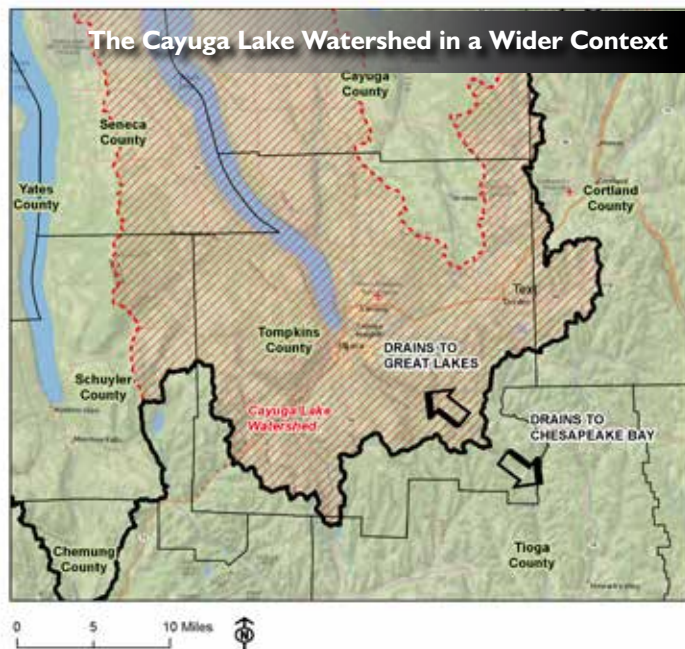 The Cayuga Lake Watershed in a Wider Context
Cayuga
County
Seneca
County
Yates
County
Cortland
County
Text
Tompkins
County
DRAINS TO
GREAT LAKES
Schuyler
County
Cayuga Lake
Watershed
DRAINS TO
CHESAPEAKE BAY
Chemung
County
Tioga
County
0 5 10 Miles
N